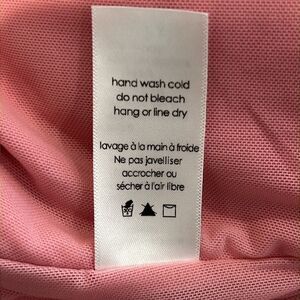 hand wash cold
do not bleach
hang or line dry
lavage à la main à froide
Ne pas javelliser
accrocher ou
sécher à l'air libre